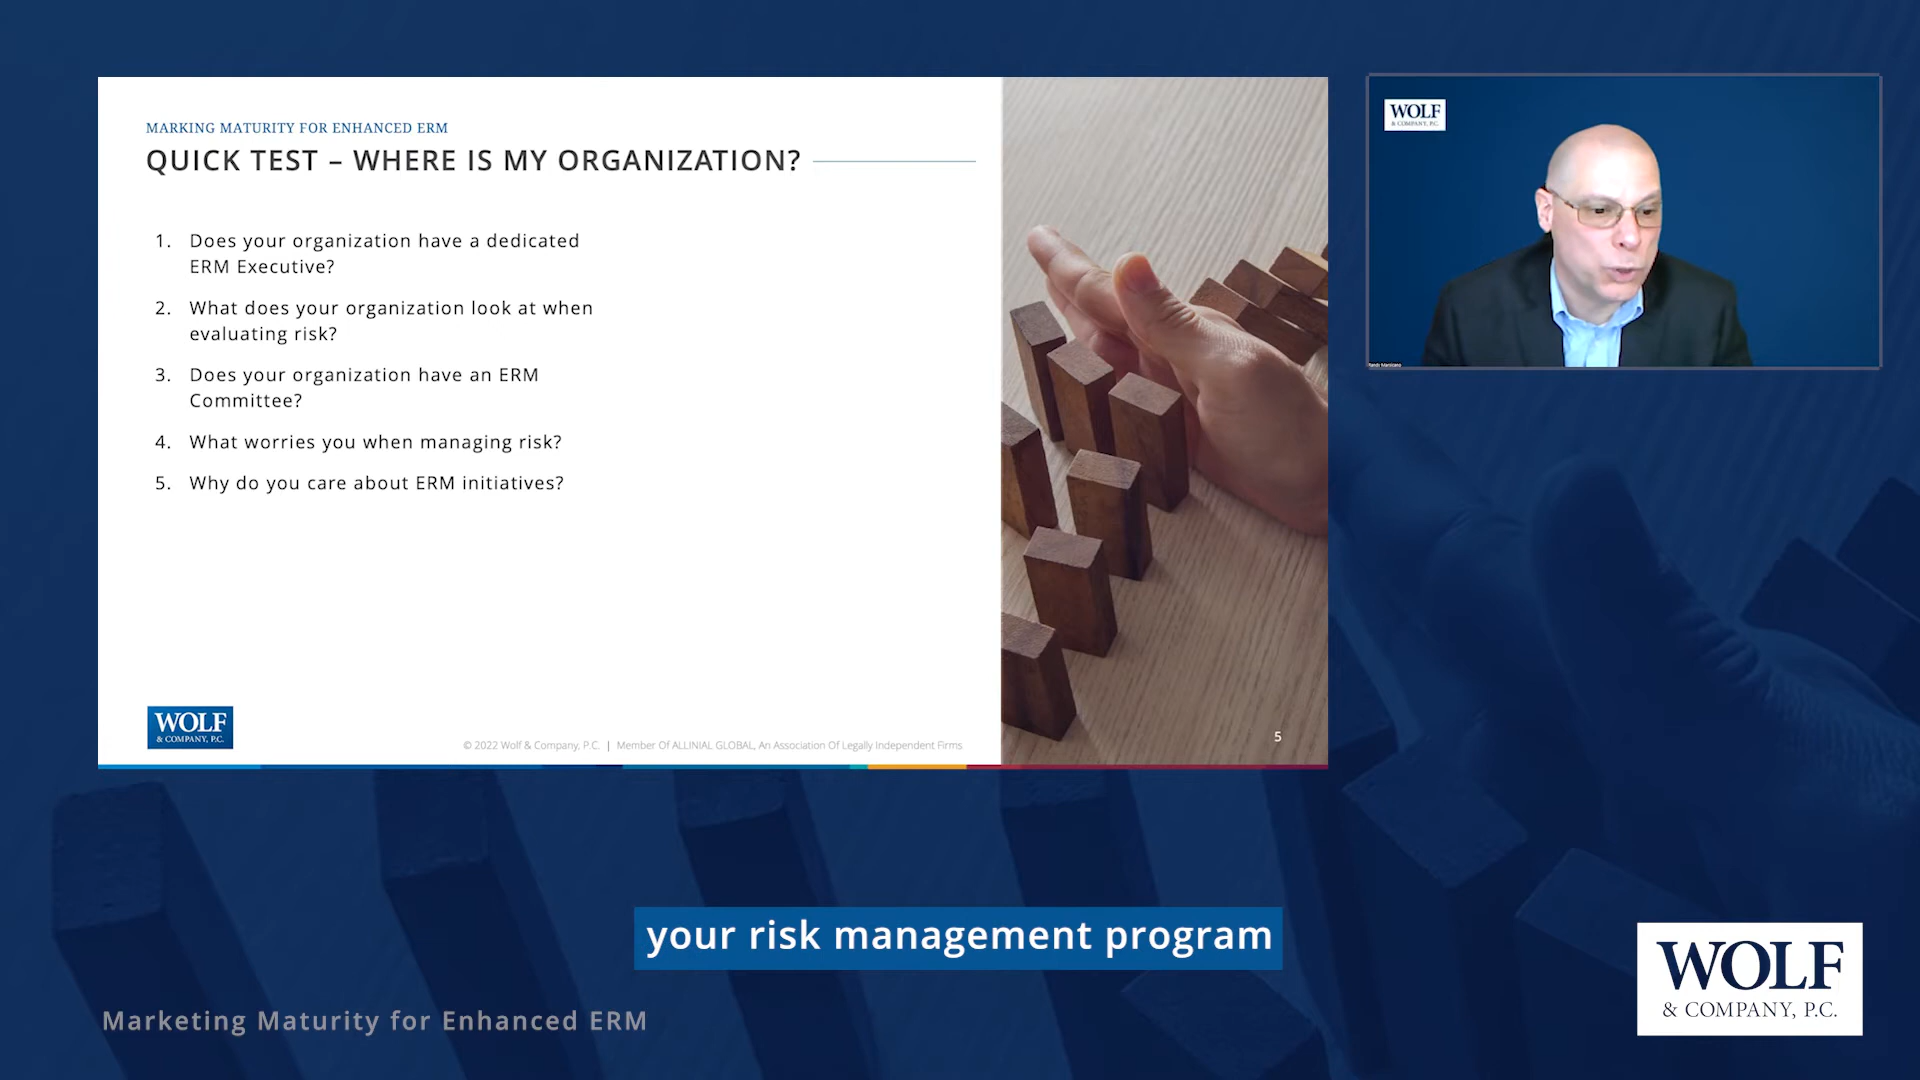 MARKING MATURITY FOR ENHANCED ERM
QUICK TEST – WHERE IS MY ORGANIZATION?
1. Does your organization have a dedicated
ERM Executive?
2. What does your organization look at when
evaluating risk?
3. Does your organization have an ERM
Committee?
4. What worries you when managing risk?
5. Why do you care about ERM initiatives?
WOLF
& COMPANY, P.C.
© 2022 Wolf & Company, P.C. | Member Of ALLINIAL GLOBAL, An Association Of Legally Independent Firms
5
WOLF
& COMPANY, P.C.
your risk management program
Marketing Maturity for Enhanced ERM
WOLF
& COMPANY, P.C.